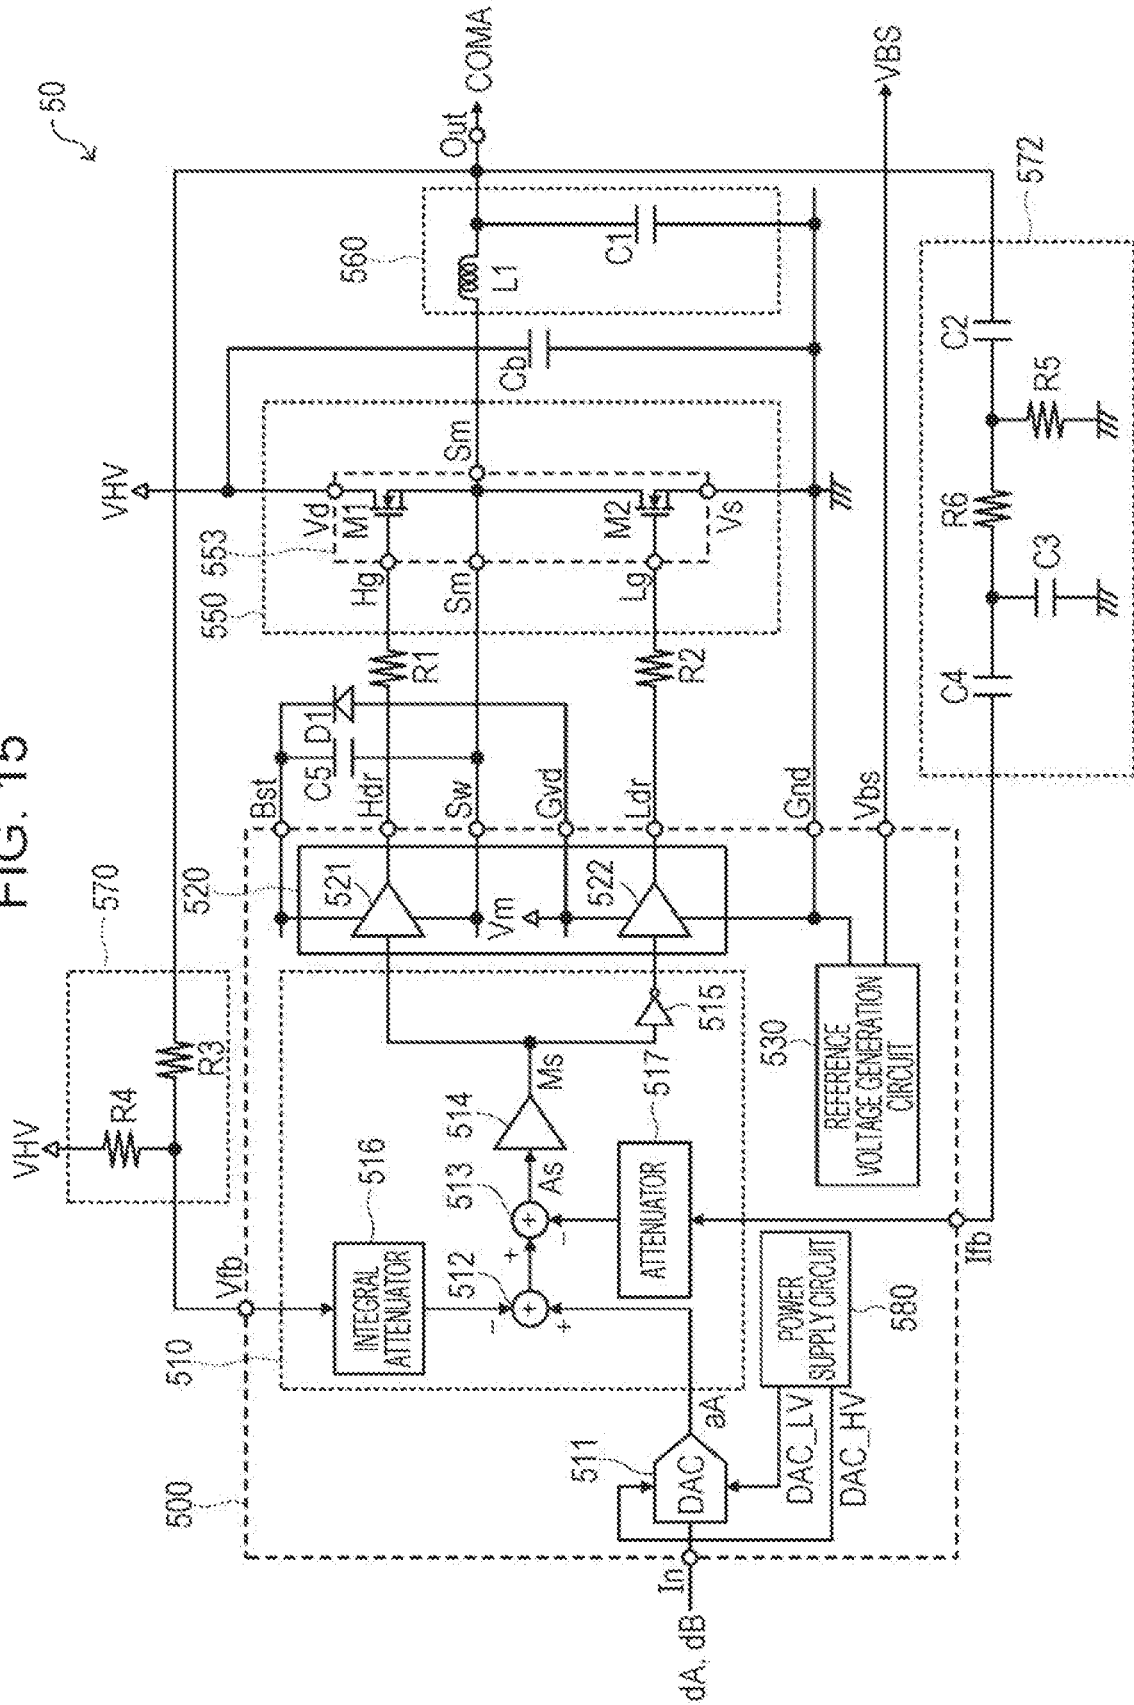 FIG. 15
50
VHV
570
R4
R3
VHV
Vfb
500
510
516
INTEGRAL
ATTENUATOR
512
513
514
As
Ms
517
ATTENUATOR
515
511
DAC
aA
In
dA, dB
DAC_LV
DAC_HV
POWER
SUPPLY CIRCUIT
580
530
REFERENCE
VOLTAGE GENERATION
CIRCUIT
Ifb
520
521
522
Vm
Bst
Hdr
Sw
Gvd
Ldr
Gnd
Vbs
C5
D1
R1
R2
550
553
Hg
Sm
Lg
Vd
M1
M2
Vs
Sm
Cb
560
L1
C1
Out
COMA
VBS
572
C2
R5
R6
C3
C4
+
−
+
+
+
−